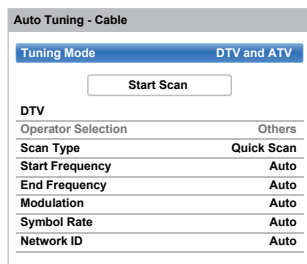 Auto Tuning - Cable
Tuning Mode DTV and ATV
Start Scan
DTV
Operator Selection Others
Scan Type Quick Scan
Start Frequency Auto
End Frequency Auto
Modulation Auto
Symbol Rate Auto
Network ID Auto